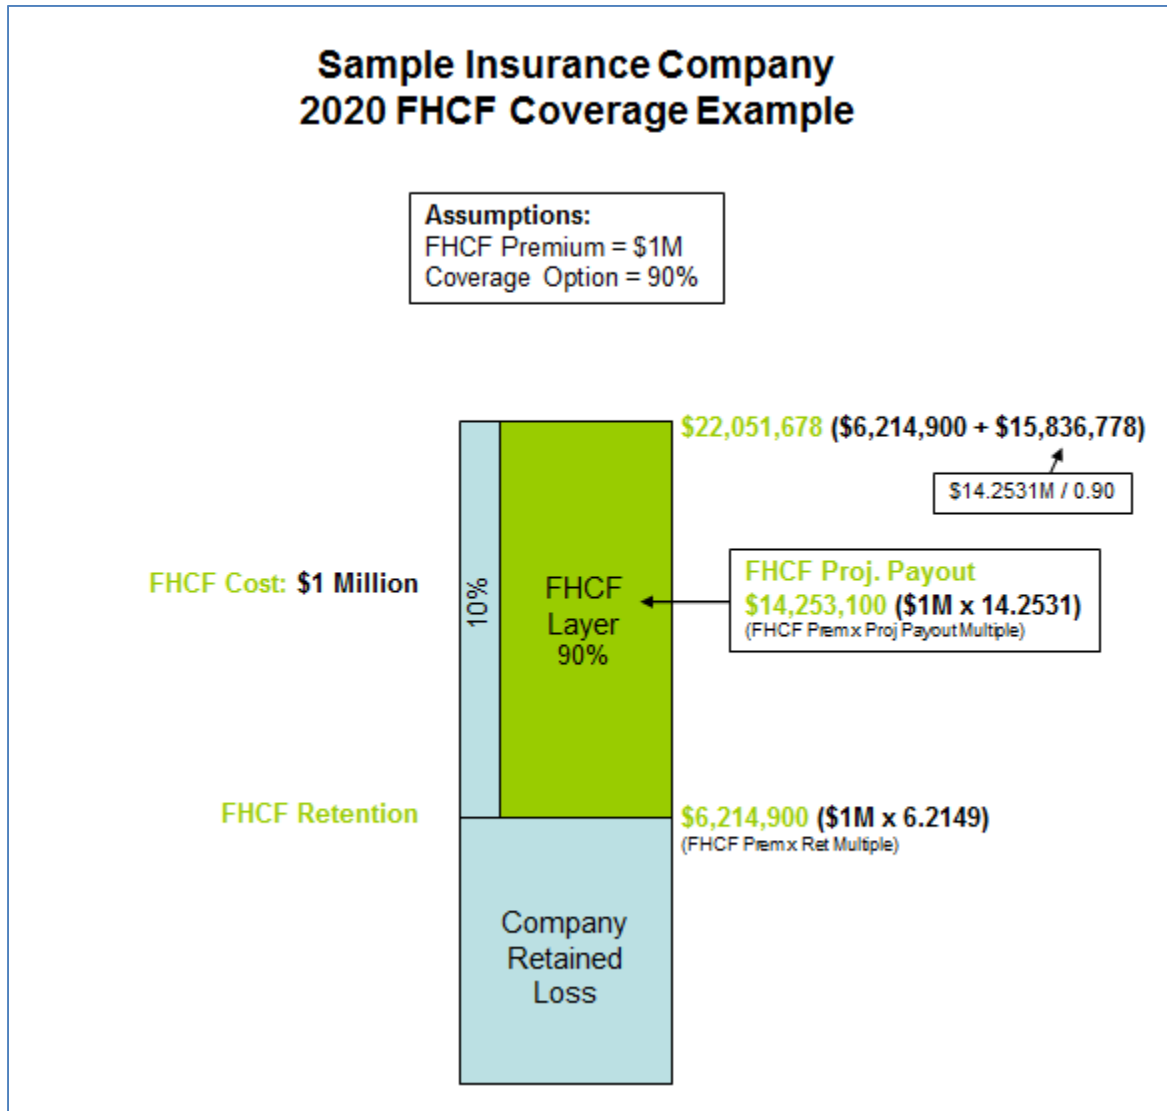 Sample Insurance Company
2020 FHCF Coverage Example
Assumptions:
FHCF Premium = $1M
Coverage Option = 90%
$22,051,678 ($6,214,900 + $15,836,778)
$14.2531M / 0.90
FHCF Cost: $1 Million
10%
FHCF
Layer
90%
FHCF Proj. Payout
$14,253,100 ($1M x 14.2531)
(FHCF Prem x Proj Payout Multiple)
FHCF Retention
$6,214,900 ($1M x 6.2149)
(FHCF Prem x Ret Multiple)
Company
Retained
Loss